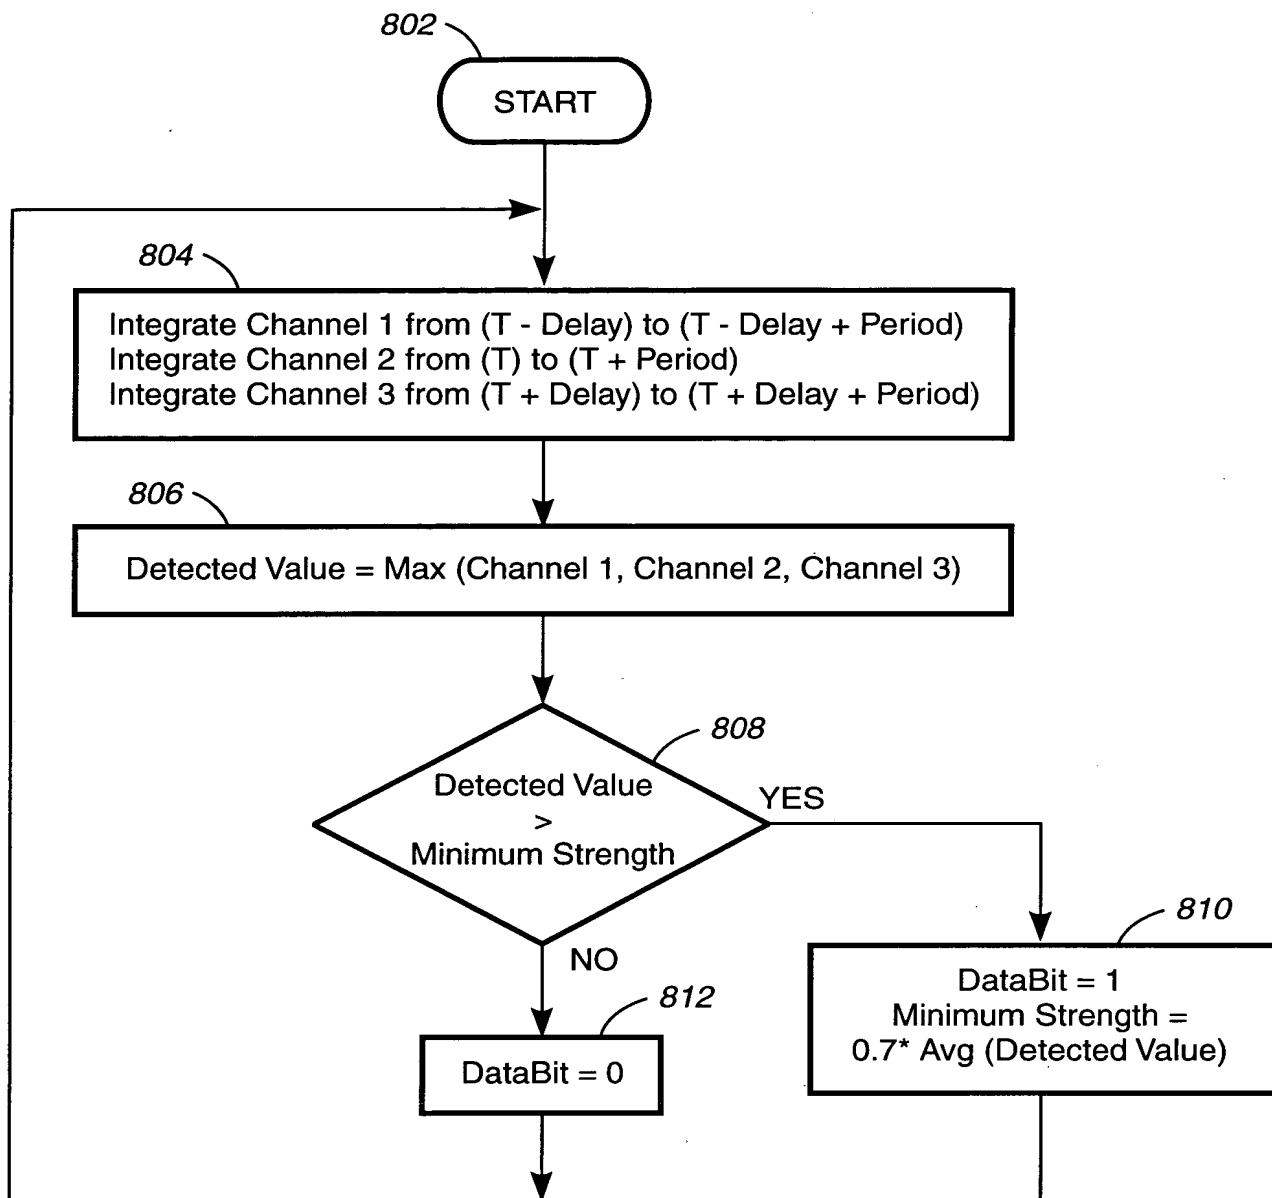 802
START
804
Integrate Channel 1 from (T - Delay) to (T - Delay + Period)
Integrate Channel 2 from (T) to (T + Period)
Integrate Channel 3 from (T + Delay) to (T + Delay + Period)
806
Detected Value = Max (Channel 1, Channel 2, Channel 3)
808
Detected Value
>
Minimum Strength
YES
NO
810
DataBit = 1
Minimum Strength =
0.7* Avg (Detected Value)
812
DataBit = 0